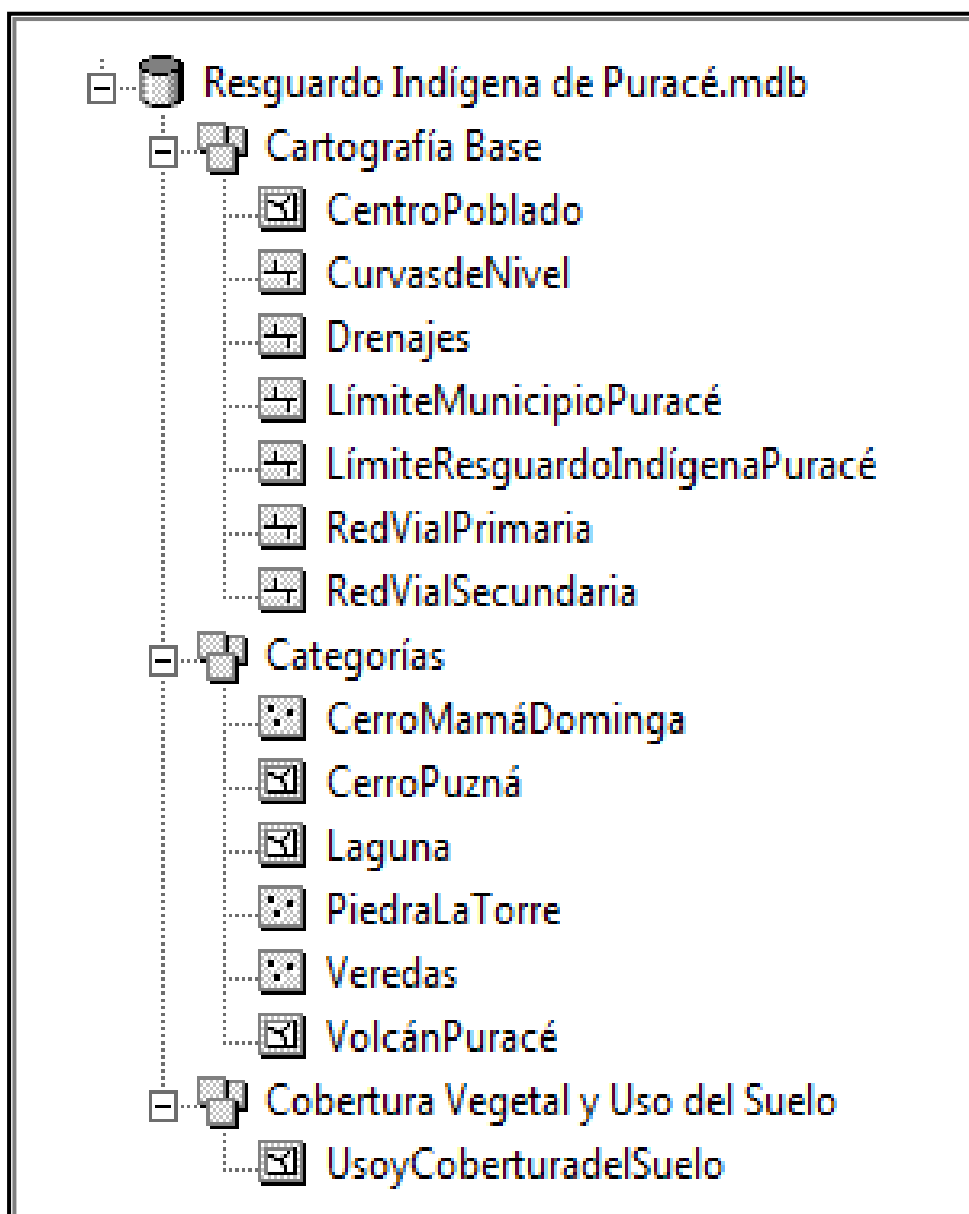 Resguardo Indígena de Puracé.mdb
Cartografía Base
CentroPoblado
CurvasdeNivel
Drenajes
LímiteMunicipioPuracé
LímiteResguardoIndígenaPuracé
RedVialPrimaria
RedVialSecundaria
Categorías
CerroMamáDominga
CerroPuzná
Laguna
PiedraLaTorre
Veredas
VolcánPuracé
Cobertura Vegetal y Uso del Suelo
UsoyCoberturadelSuelo